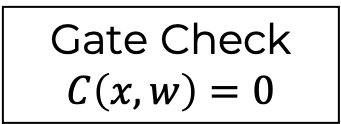 Gate Check
C(x, w) = 0